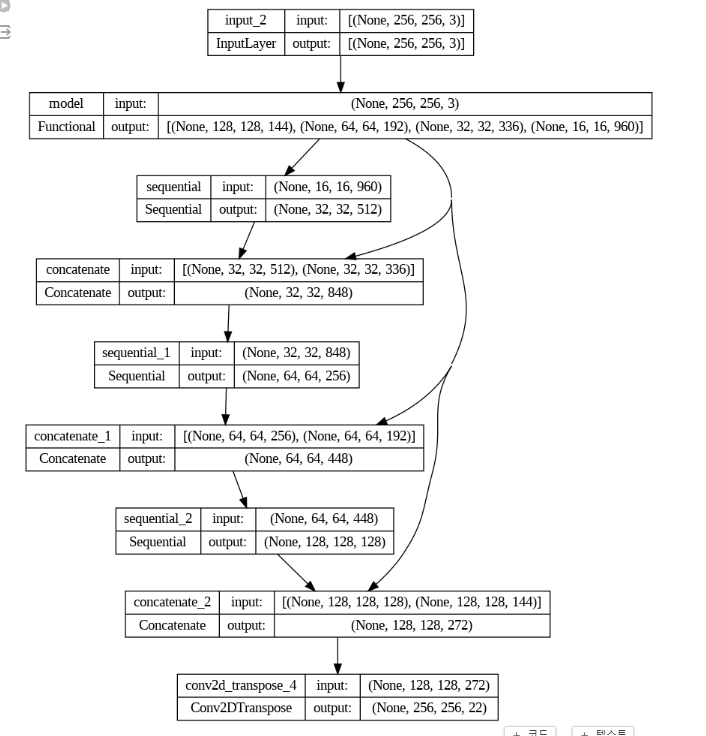 input_2 input: [(None, 256, 256, 3)]
InputLayer output: [(None, 256, 256, 3)]
model input: (None, 256, 256, 3)
Functional output: [(None, 128, 128, 144), (None, 64, 64, 192), (None, 32, 32, 336), (None, 16, 16, 960)]
sequential input: (None, 16, 16, 960)
Sequential output: (None, 32, 32, 512)
concatenate input: [(None, 32, 32, 512), (None, 32, 32, 336)]
Concatenate output: (None, 32, 32, 848)
sequential_1 input: (None, 32, 32, 848)
Sequential output: (None, 64, 64, 256)
concatenate_1 input: [(None, 64, 64, 256), (None, 64, 64, 192)]
Concatenate output: (None, 64, 64, 448)
sequential_2 input: (None, 64, 64, 448)
Sequential output: (None, 128, 128, 128)
concatenate_2 input: [(None, 128, 128, 128), (None, 128, 128, 144)]
Concatenate output: (None, 128, 128, 272)
conv2d_transpose_4 input: (None, 128, 128, 272)
Conv2DTranspose output: (None, 256, 256, 22)
+ 코드 + 텍스트